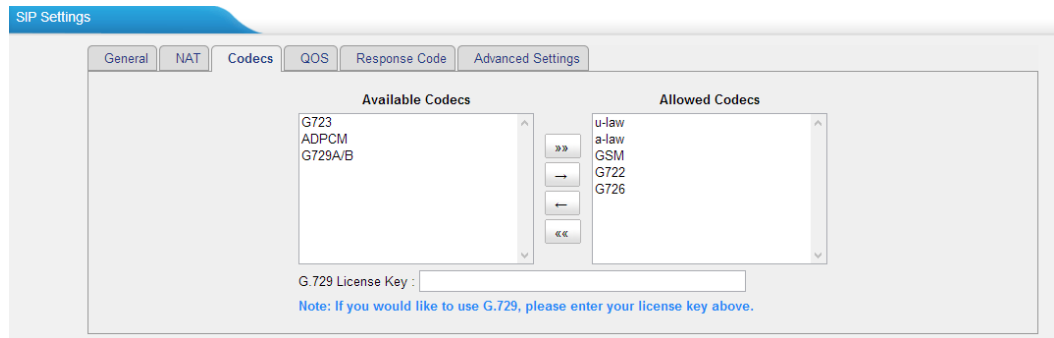 SIP Settings
General NAT Codecs QOS Response Code Advanced Settings
Available Codecs Allowed Codecs
G723
ADPCM
G729A/B
»»
→
←
««
u-law
a-law
GSM
G722
G726
G.729 License Key :
Note: If you would like to use G.729, please enter your license key above.